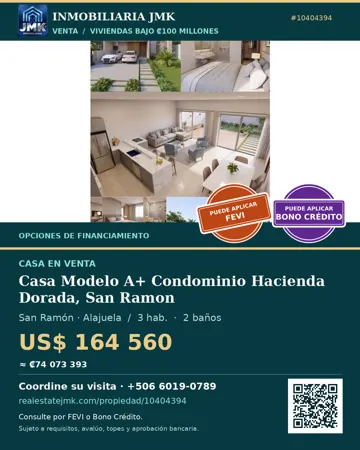 JMK
INMOBILIARIA JMK
#10404394
VENTA / VIVIENDAS BAJO ₡100 MILLONES
PUEDE APLICAR
FEVI
PUEDE APLICAR
BONO CRÉDITO
OPCIONES DE FINANCIAMIENTO
CASA EN VENTA
Casa Modelo A+ Condominio Hacienda
Dorada, San Ramon
San Ramón · Alajuela / 3 hab. · 2 baños
US$ 164 560
≈ ₡74 073 393
Coordine su visita · +506 6019-0789
realestatejmk.com/propiedad/10404394
Consulte por FEVI o Bono Crédito.
Sujeto a requisitos, avalúo, topes y aprobación bancaria.